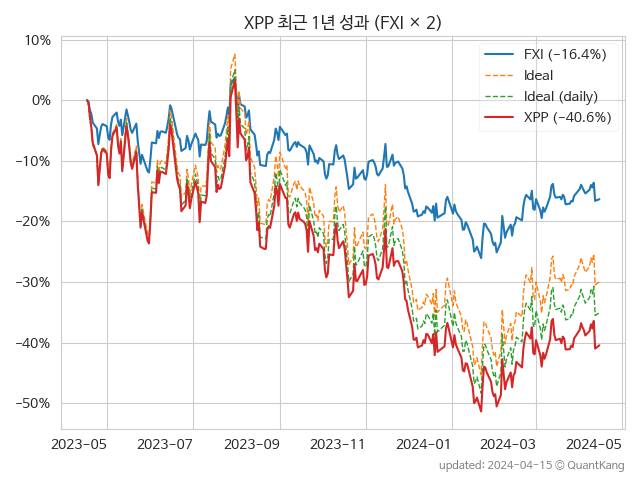 XPP 최근 1년 성과 (FXI × 2)
10%
0%
−10%
−20%
−30%
−40%
−50%
FXI (−16.4%)
Ideal
Ideal (daily)
XPP (−40.6%)
2023-05 2023-07 2023-09 2023-11 2024-01 2024-03 2024-05
updated: 2024-04-15 © QuantKang